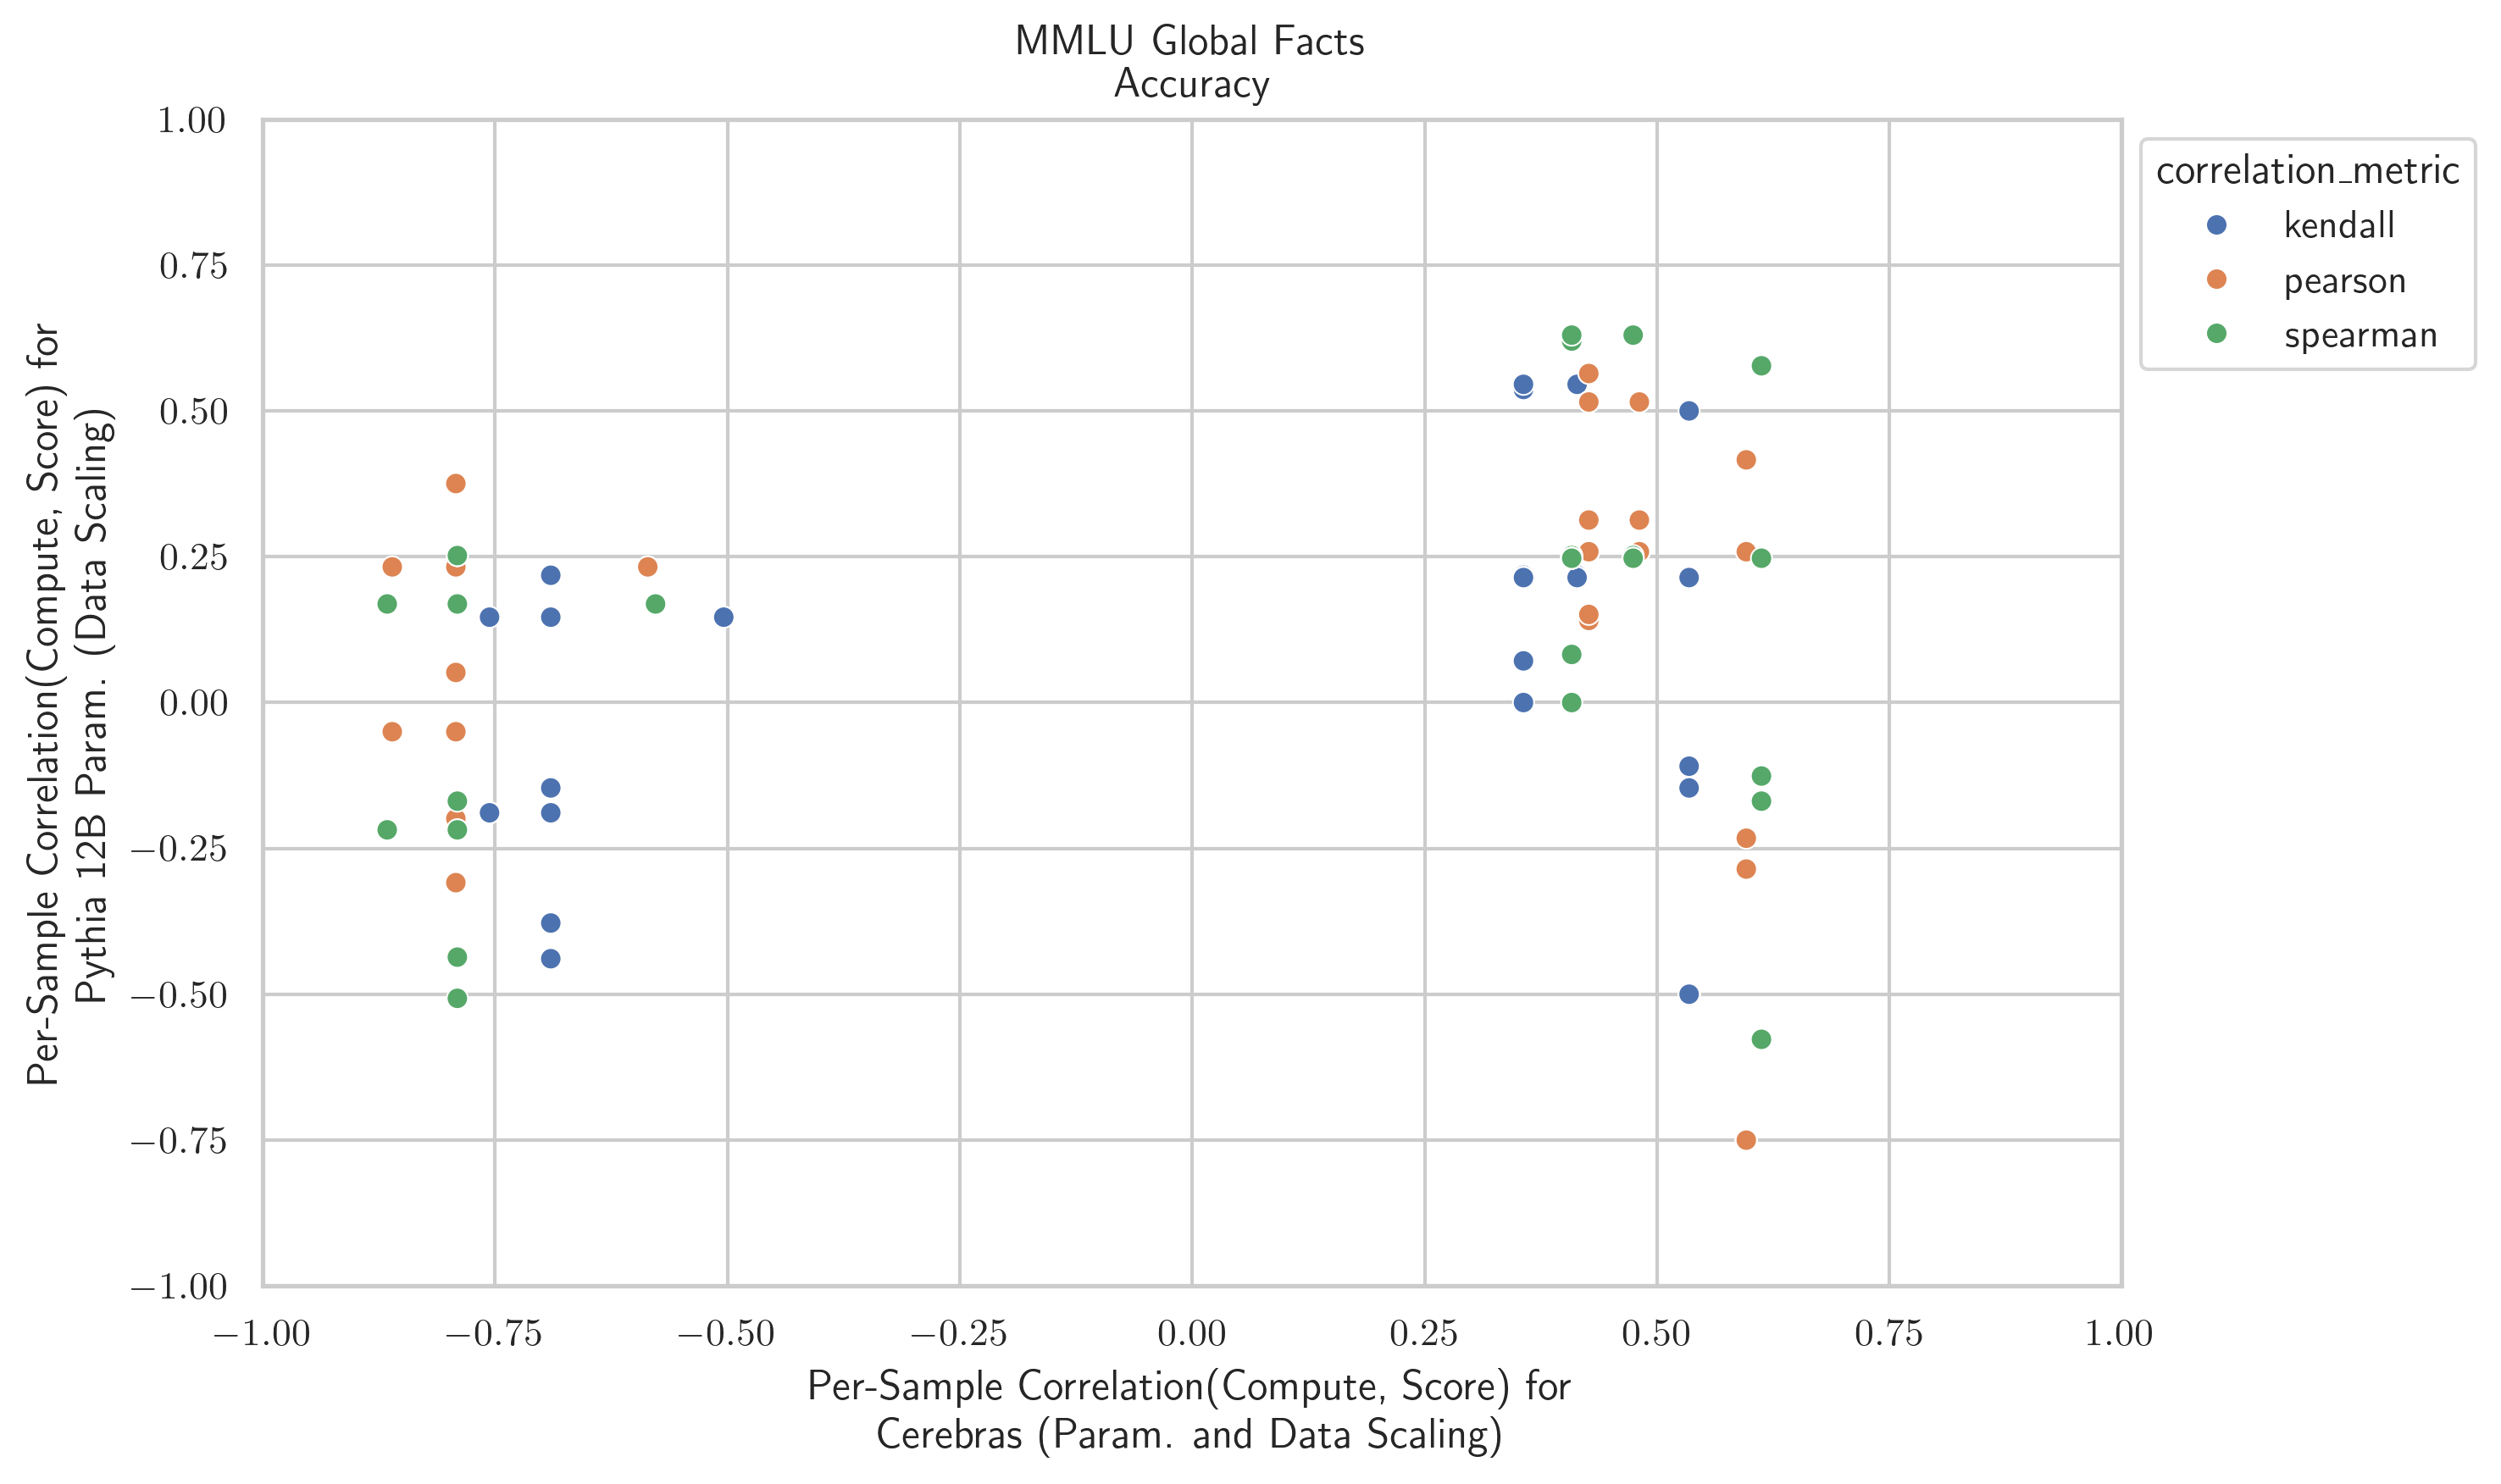 MMLU Global Facts
Accuracy
1.00
0.75
0.50
0.25
0.00
−0.25
−0.50
−0.75
−1.00
Per-Sample Correlation(Compute, Score) for
Pythia 12B Param. (Data Scaling)
correlation_metric
kendall
pearson
spearman
−1.00 −0.75 −0.50 −0.25 0.00 0.25 0.50 0.75 1.00
Per-Sample Correlation(Compute, Score) for
Cerebras (Param. and Data Scaling)